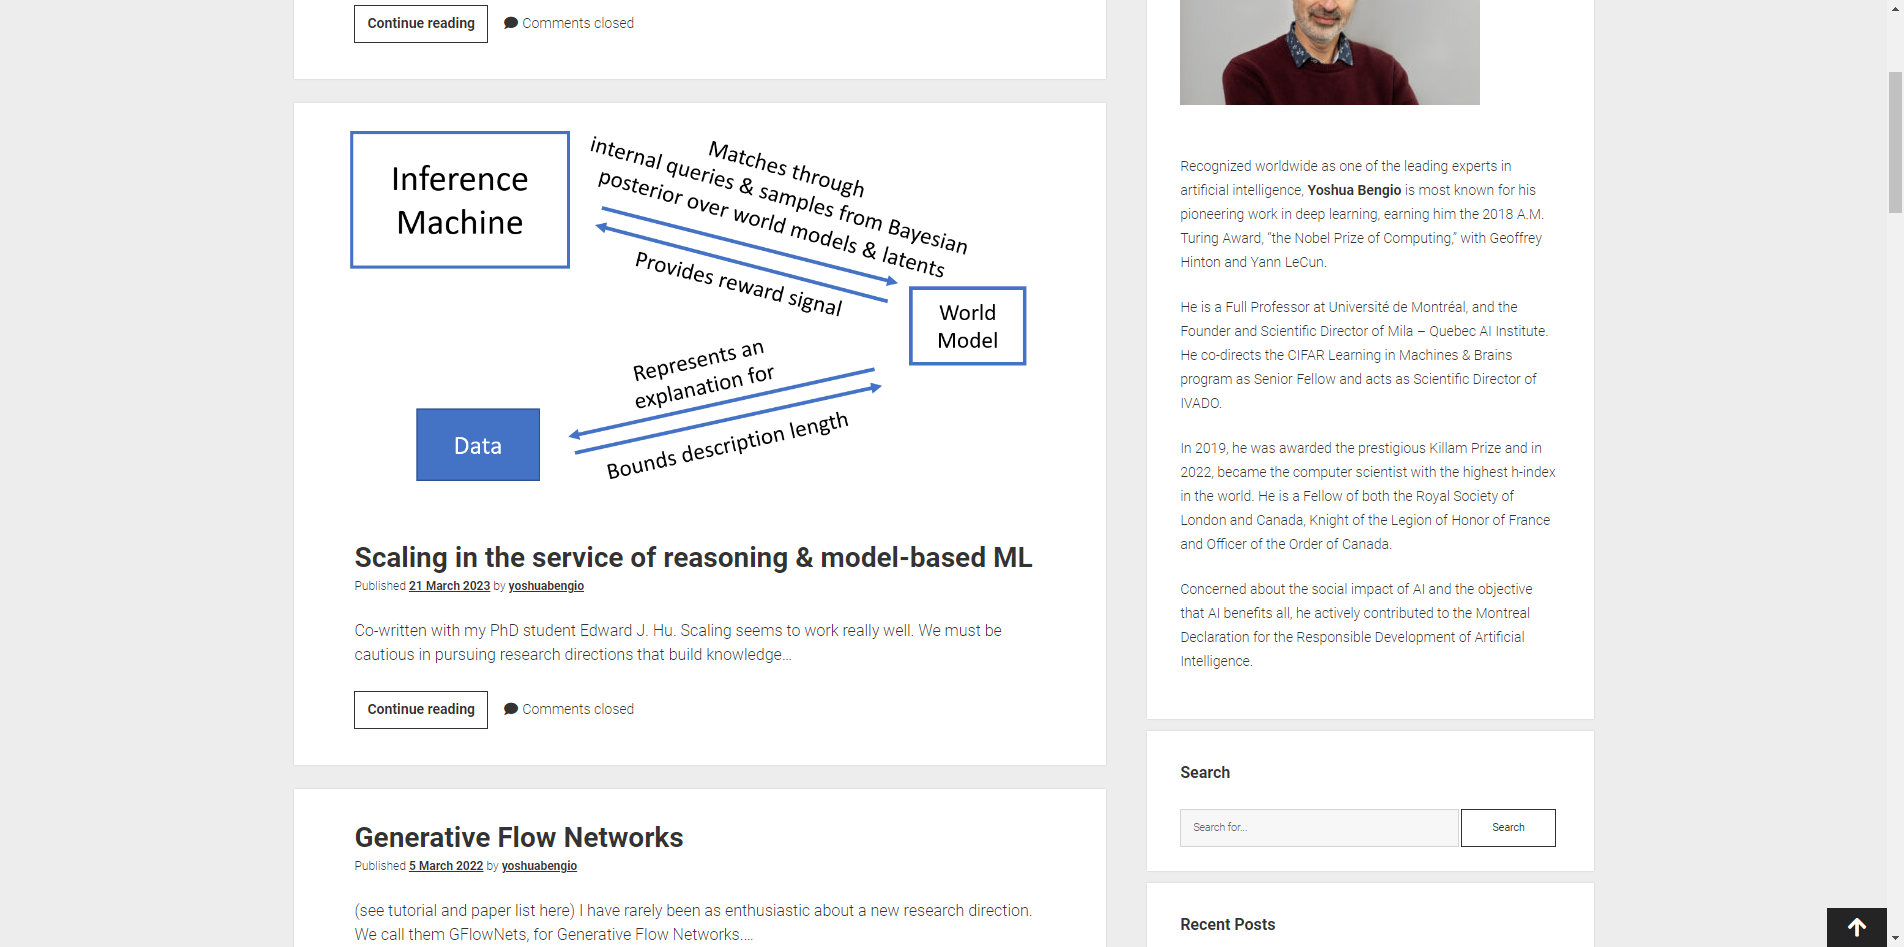 Continue reading
Comments closed
Inference
Machine
Matches through
internal queries & samples from Bayesian
posterior over world models & latents
Provides reward signal
World
Model
Represents an
explanation for
Bounds description length
Data
Scaling in the service of reasoning & model-based ML
Published 21 March 2023 by yoshuabengio
Co-written with my PhD student Edward J. Hu. Scaling seems to work really well. We must be
cautious in pursuing research directions that build knowledge…
Continue reading
Comments closed
Generative Flow Networks
Published 5 March 2022 by yoshuabengio
(see tutorial and paper list here) I have rarely been as enthusiastic about a new research direction.
We call them GFlowNets, for Generative Flow Networks.…
Recognized worldwide as one of the leading experts in
artificial intelligence, Yoshua Bengio is most known for his
pioneering work in deep learning, earning him the 2018 A.M.
Turing Award, “the Nobel Prize of Computing,” with Geoffrey
Hinton and Yann LeCun.
He is a Full Professor at Université de Montréal, and the
Founder and Scientific Director of Mila – Quebec AI Institute.
He co-directs the CIFAR Learning in Machines & Brains
program as Senior Fellow and acts as Scientific Director of
IVADO.
In 2019, he was awarded the prestigious Killam Prize and in
2022, became the computer scientist with the highest h-index
in the world. He is a Fellow of both the Royal Society of
London and Canada, Knight of the Legion of Honor of France
and Officer of the Order of Canada.
Concerned about the social impact of AI and the objective
that AI benefits all, he actively contributed to the Montreal
Declaration for the Responsible Development of Artificial
Intelligence.
Search
Search for...
Search
Recent Posts